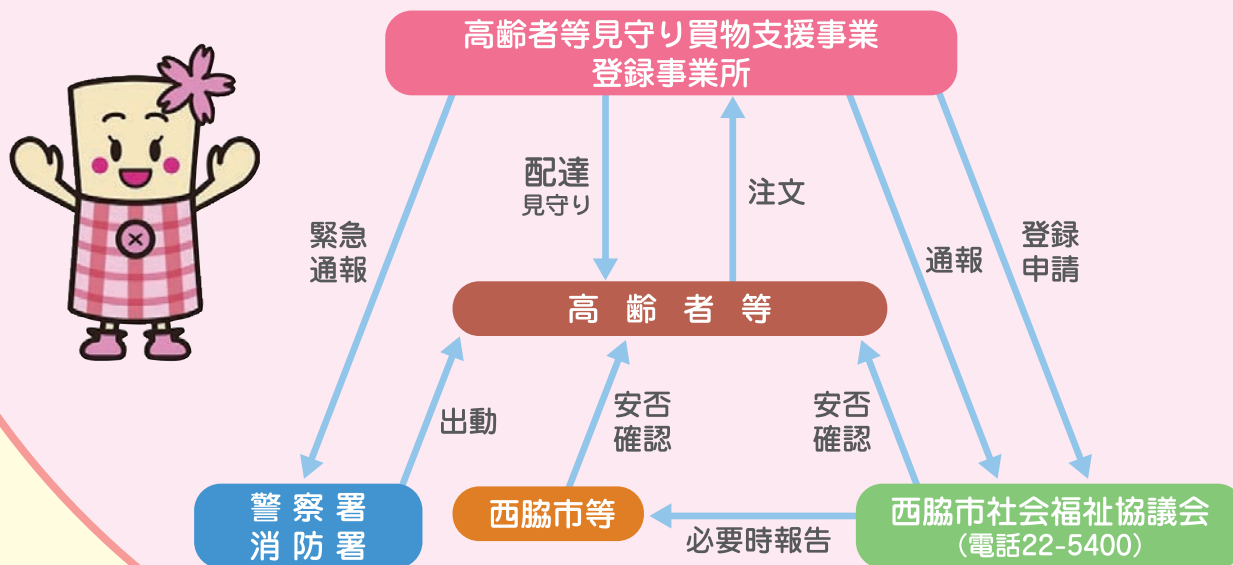 高齢者等見守り買物支援事業
登録事業所
配達
見守り
注文
緊急
通報
通報
登録
申請
高齢者等
出動
安否
確認
安否
確認
警察署
消防署
西脇市等
必要時報告
西脇市社会福祉協議会
（電話22-5400）